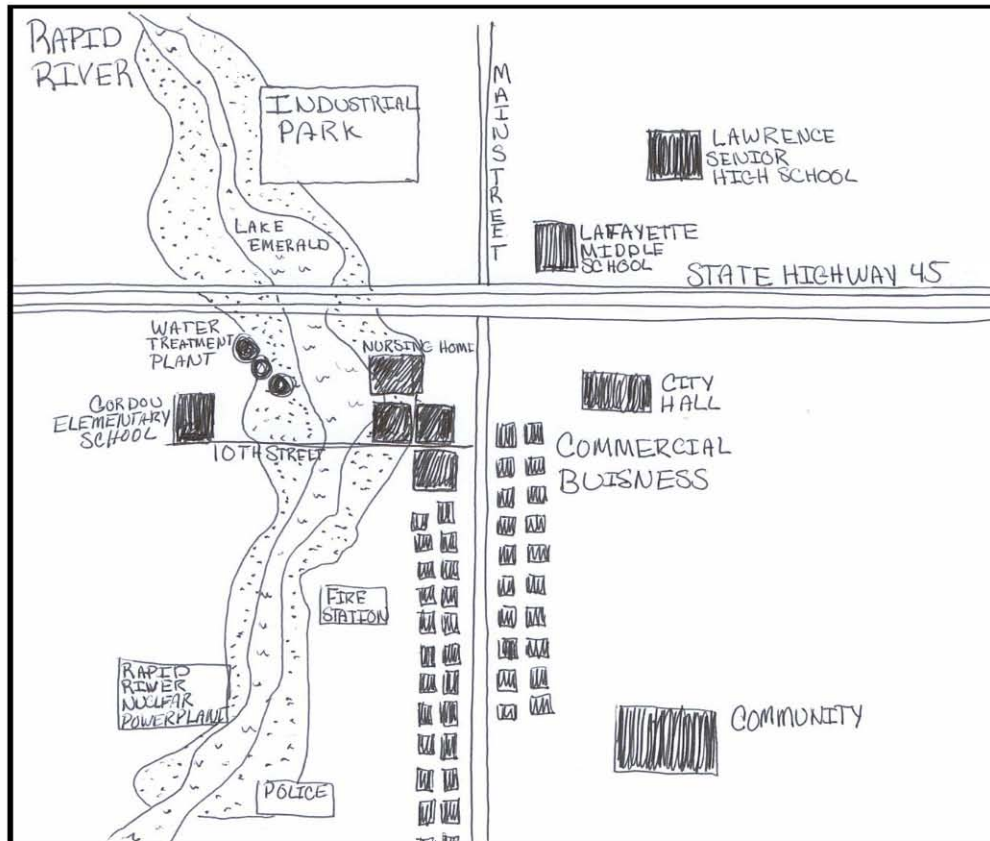 RAPID
RIVER
INDUSTRIAL
PARK
MAINSTREET
LAWRENCE
SENIOR
HIGH SCHOOL
LAKE
EMERALD
LAFAYETTE
MIDDLE
SCHOOL
STATE HIGHWAY 45
WATER
TREATMENT
PLANT
NURSING HOME
CITY
HALL
GORDON
ELEMENTARY
SCHOOL
10TH STREET
COMMERCIAL
BUISNESS
FIRE
STATION
RAPID
RIVER
NUCLEAR
POWERPLANT
COMMUNITY
POLICE